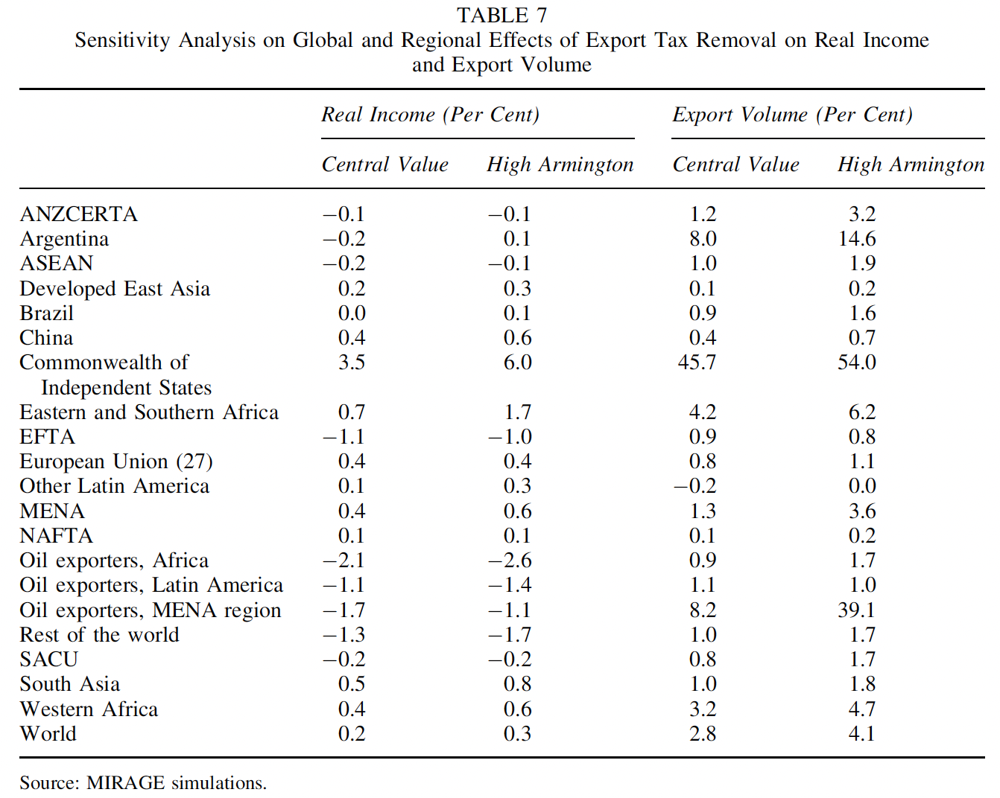 TABLE 7
Sensitivity Analysis on Global and Regional Effects of Export Tax Removal on Real Income
and Export Volume
Real Income (Per Cent) Export Volume (Per Cent)
Central Value High Armington Central Value High Armington
ANZCERTA −0.1 −0.1 1.2 3.2
Argentina −0.2 0.1 8.0 14.6
ASEAN −0.2 −0.1 1.0 1.9
Developed East Asia 0.2 0.3 0.1 0.2
Brazil 0.0 0.1 0.9 1.6
China 0.4 0.6 0.4 0.7
Commonwealth of 3.5 6.0 45.7 54.0
Independent States
Eastern and Southern Africa 0.7 1.7 4.2 6.2
EFTA −1.1 −1.0 0.9 0.8
European Union (27) 0.4 0.4 0.8 1.1
Other Latin America 0.1 0.3 −0.2 0.0
MENA 0.4 0.6 1.3 3.6
NAFTA 0.1 0.1 0.1 0.2
Oil exporters, Africa −2.1 −2.6 0.9 1.7
Oil exporters, Latin America −1.1 −1.4 1.1 1.0
Oil exporters, MENA region −1.7 −1.1 8.2 39.1
Rest of the world −1.3 −1.7 1.0 1.7
SACU −0.2 −0.2 0.8 1.7
South Asia 0.5 0.8 1.0 1.8
Western Africa 0.4 0.6 3.2 4.7
World 0.2 0.3 2.8 4.1
Source: MIRAGE simulations.